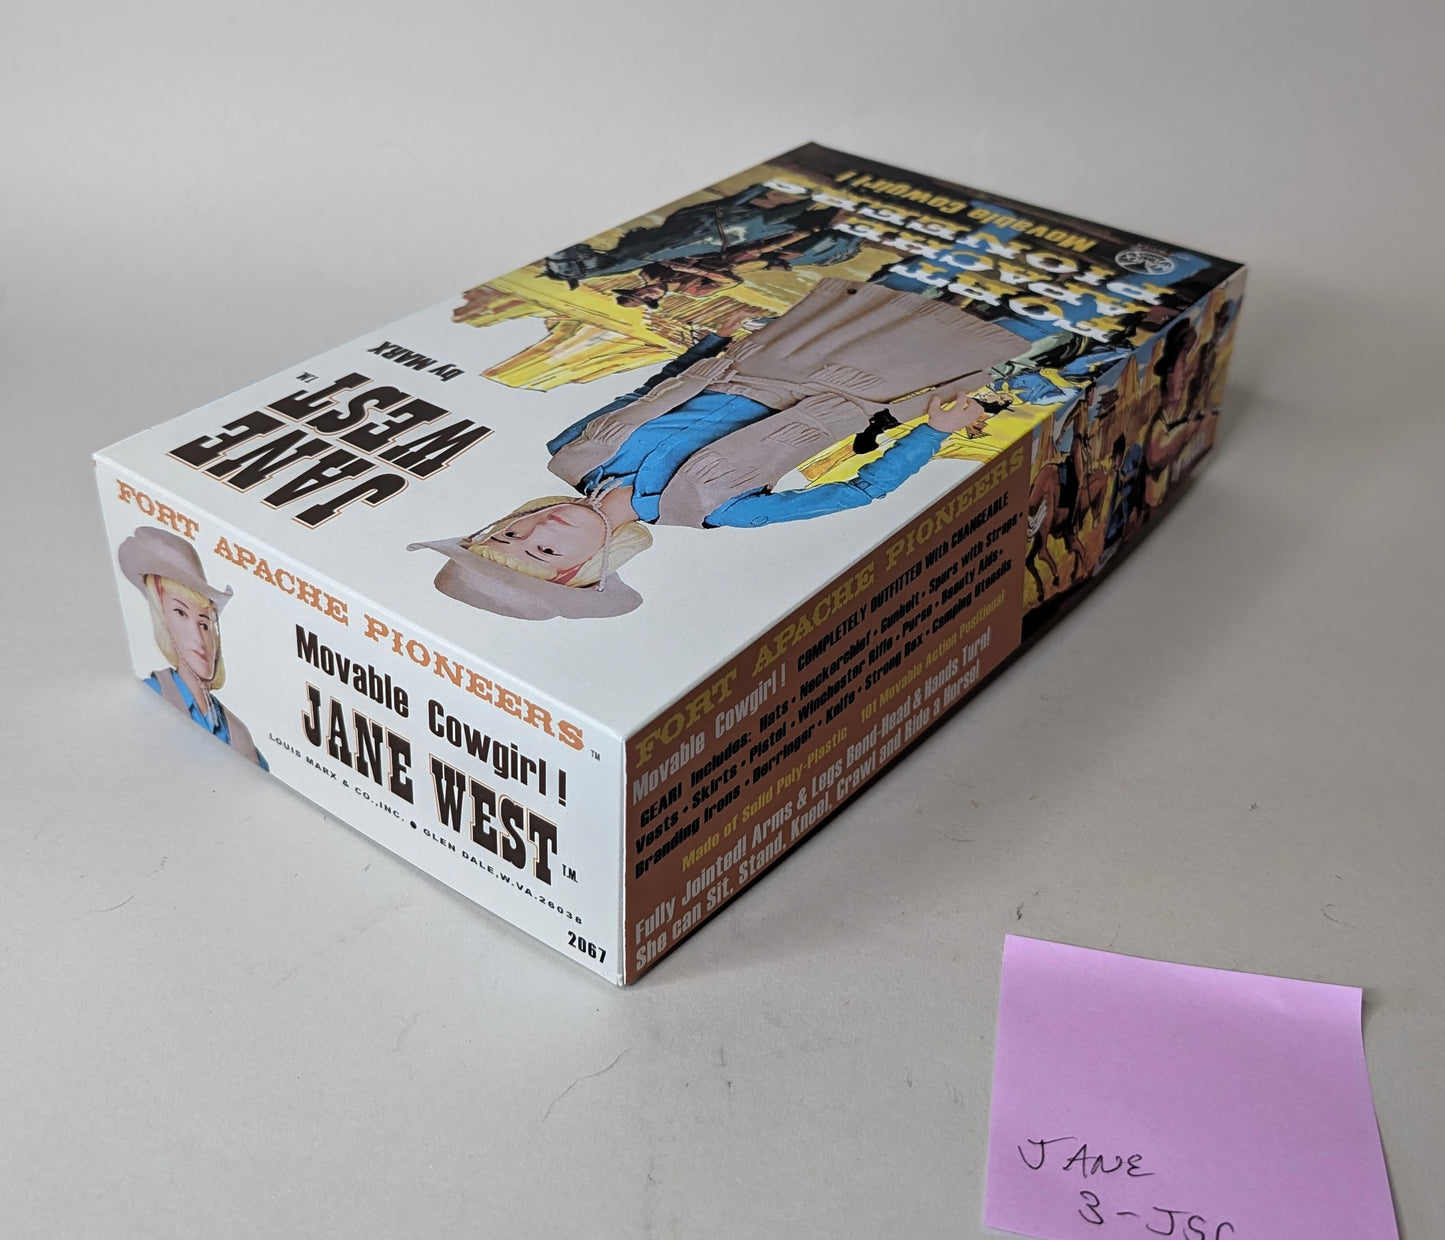 FORT
APACHE
PIONEERS
Movable Cowgirl !
JANE
WEST
T.M.
by MARX
FORT APACHE PIONEERS
TM
Movable Cowgirl !
JANE WEST
T.M.
LOUIS MARX & CO., INC. ● GLEN DALE, W. VA. 26038
2067
FORT APACHE PIONEERS
Movable Cowgirl ! COMPLETELY OUTFITTED With CHANGEABLE
GEAR! Includes: Hats • Neckerchief • Gunbelt • Spurs with Straps •
Vests • Skirts • Pistol • Winchester Rifle • Purse • Beauty Aids •
Branding Irons • Derringer • Knife • Strong Box • Camping Utensils
Made of Solid Poly-Plastic 101 Movable Action Positions!
Fully Jointed! Arms & Legs Bend-Head & Hands Turn!
She can Sit, Stand, Kneel, Crawl and Ride a Horse!
JANE